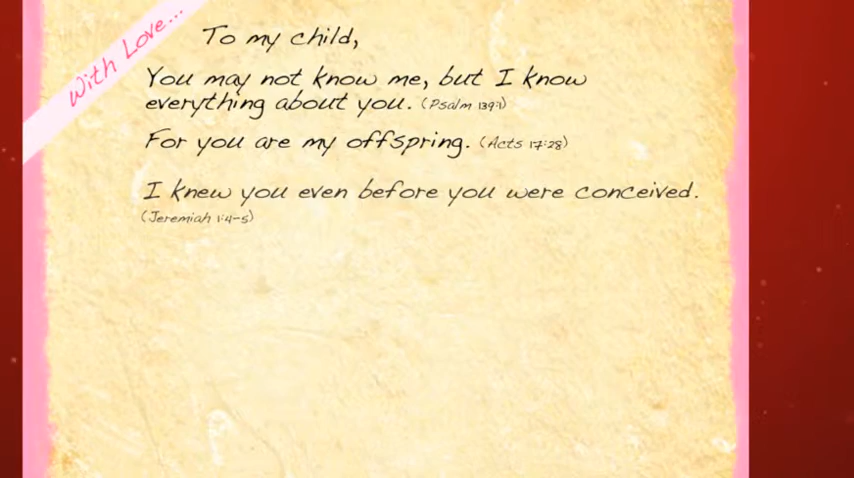 With Love...
To my child,
You may not know me, but I know
everything about you. (Psalm 139:1)
For you are my offspring. (Acts 17:28)
I knew you even before you were conceived.
(Jeremiah 1:4-5)